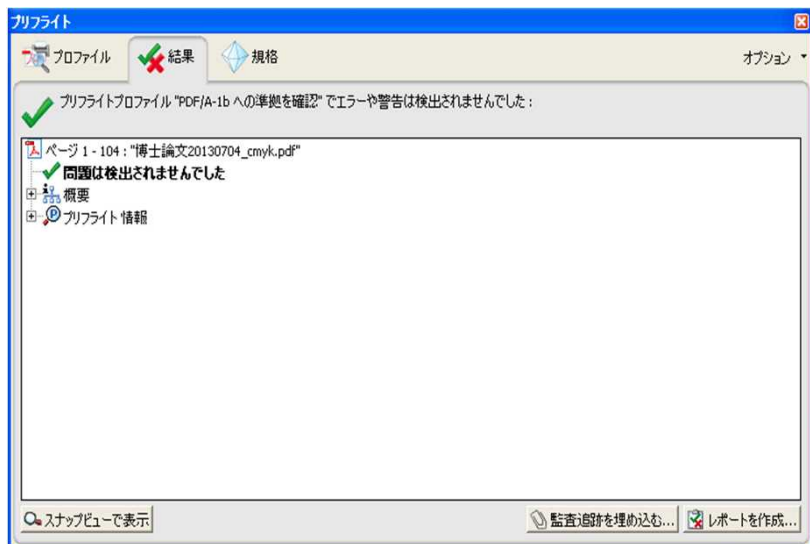 プリフライト
プロファイル 結果 規格 オプション
プリフライトプロファイル "PDF/A-1b への準拠を確認" でエラーや警告は検出されませんでした：
ページ 1 - 104："博士論文20130704_cmyk.pdf"
問題は検出されませんでした
概要
プリフライト情報
スナップビューで表示 監査追跡を埋め込む... レポートを作成...